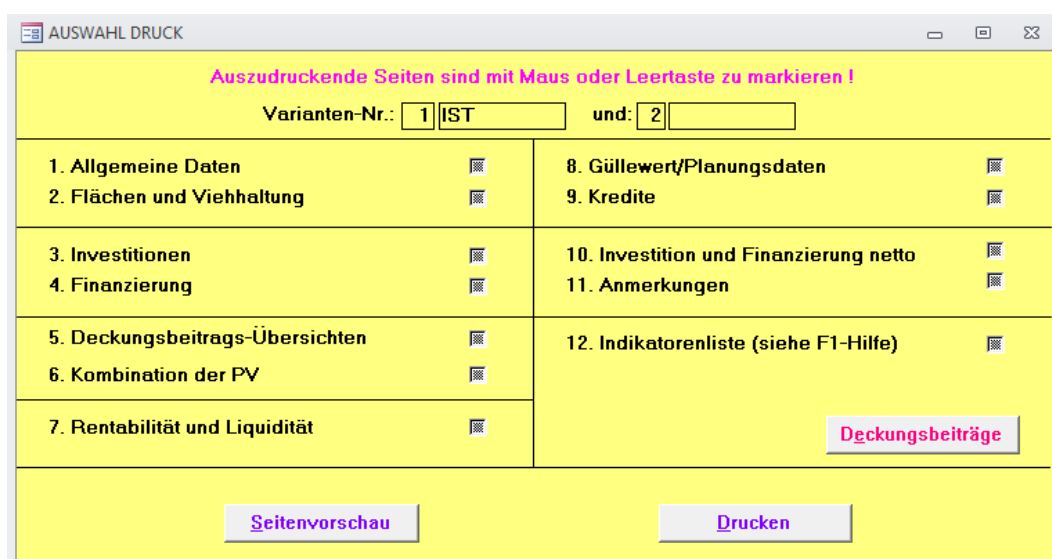 AUSWAHL DRUCK
Auszudruckende Seiten sind mit Maus oder Leertaste zu markieren !
Varianten-Nr.: 1 IST und: 2
1. Allgemeine Daten
2. Flächen und Viehhaltung
3. Investitionen
4. Finanzierung
5. Deckungsbeitrags-Übersichten
6. Kombination der PV
7. Rentabilität und Liquidität
8. Güllewert/Planungsdaten
9. Kredite
10. Investition und Finanzierung netto
11. Anmerkungen
12. Indikatorenliste (siehe F1-Hilfe)
Deckungsbeiträge
Seitenvorschau
Drucken